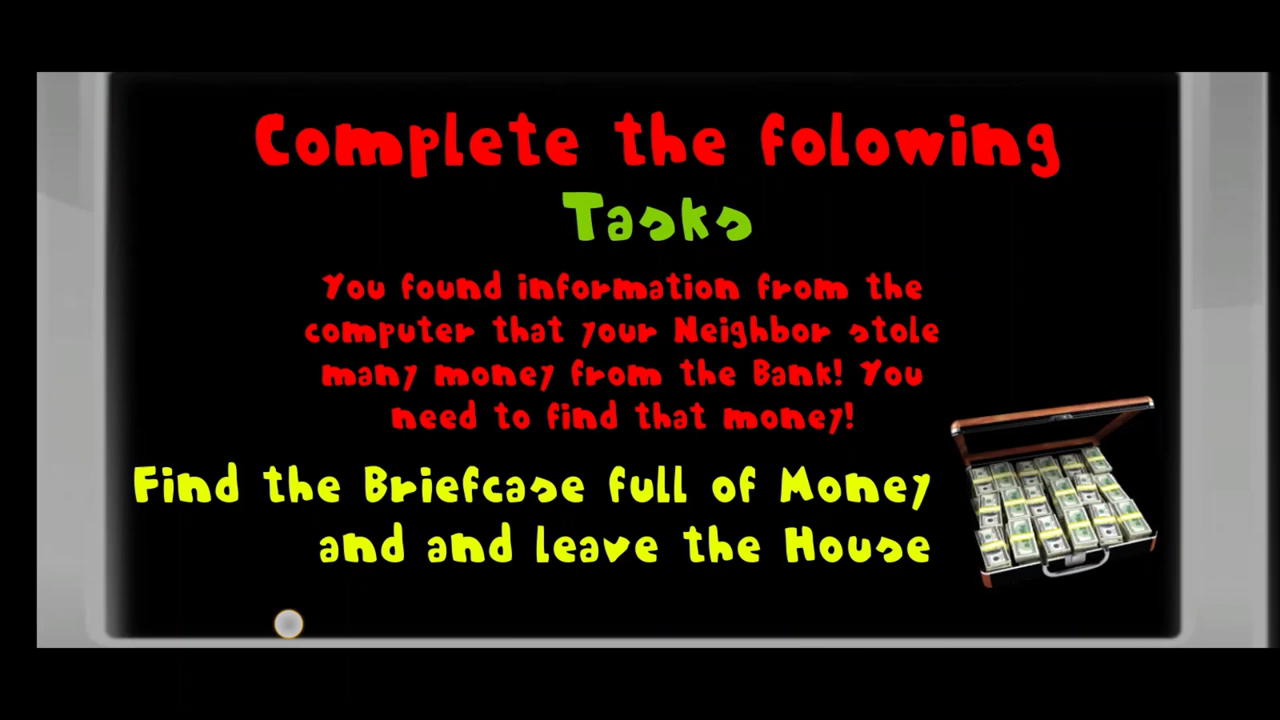 Complete the folowing
Tasks
You found information from the
computer that your Neighbor stole
many money from the Bank! You
need to find that money!
Find the Briefcase full of Money
and and leave the House